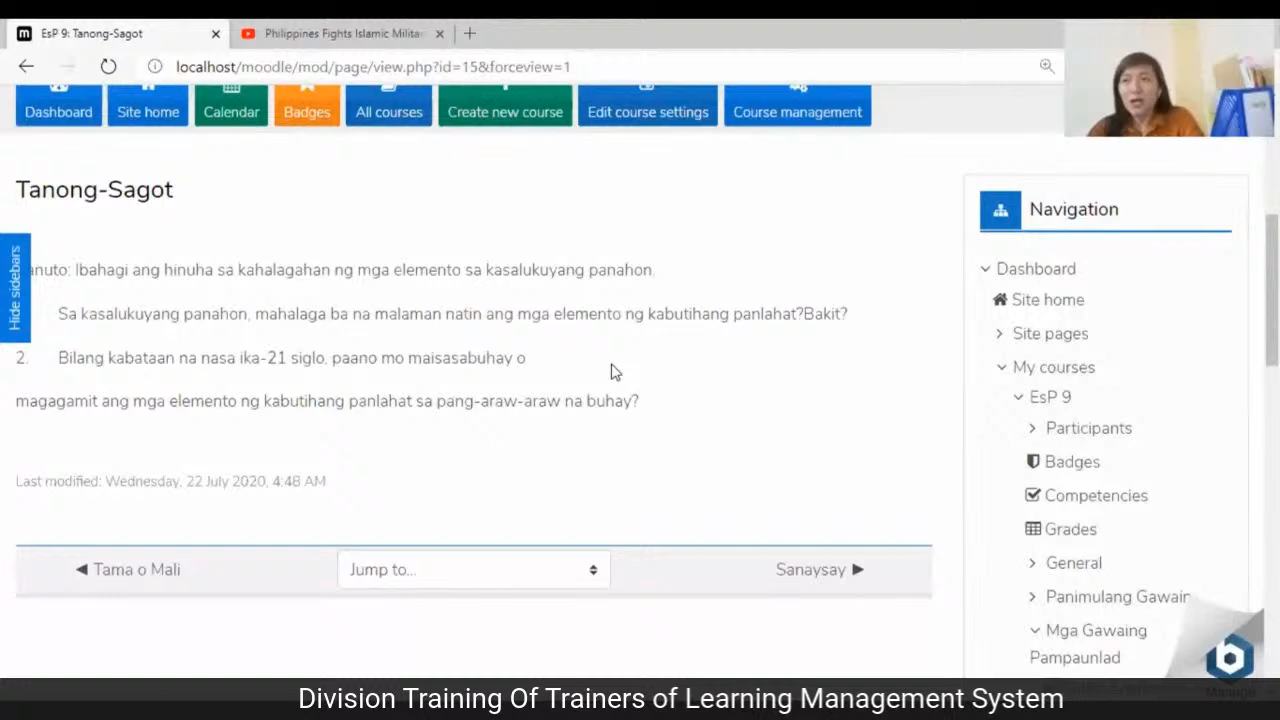 EsP 9: Tanong-Sagot
Philippines Fights Islamic Milita
localhost/moodle/mod/page/view.php?id=15&forceview=1
Dashboard
Site home
Calendar
Badges
All courses
Create new course
Edit course settings
Course management
Tanong-Sagot
Hide sidebars
anuto: Ibahagi ang hinuha sa kahalagahan ng mga elemento sa kasalukuyang panahon.
Sa kasalukuyang panahon, mahalaga ba na malaman natin ang mga elemento ng kabutihang panlahat?Bakit?
2. Bilang kabataan na nasa ika-21 siglo, paano mo maisasabuhay o
magagamit ang mga elemento ng kabutihang panlahat sa pang-araw-araw na buhay?
Last modified: Wednesday, 22 July 2020, 4:48 AM
◀ Tama o Mali
Jump to...
Sanaysay ▶
Navigation
Dashboard
Site home
Site pages
My courses
EsP 9
Participants
Badges
Competencies
Grades
General
Panimulang Gawain
Mga Gawaing
Pampaunlad
Division Training Of Trainers of Learning Management System